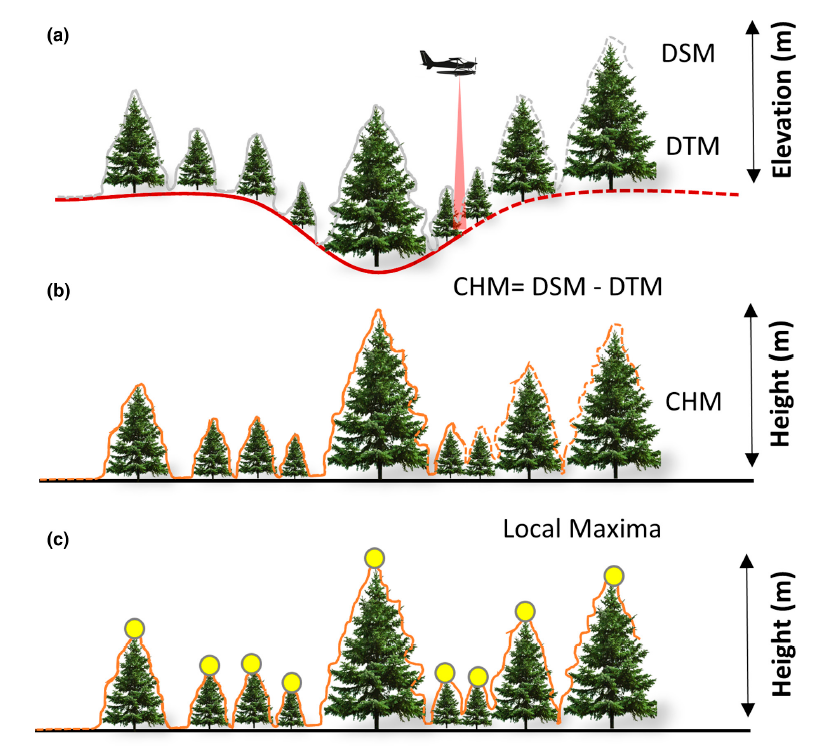 (a)
DSM
DTM
Elevation (m)
(b)
CHM= DSM - DTM
CHM
Height (m)
(c)
Local Maxima
Height (m)